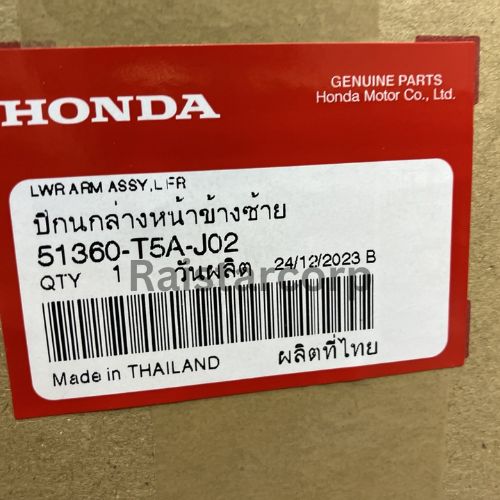 GENUINE PARTS
HONDA
Honda Motor Co., Ltd.
LWR ARM ASSY,L FR
ปีกนกล่างหน้าข้างซ้าย
51360-T5A-J02
QTY 1 วันผลิต 24/12/2023 B
Raistarcorp
Made in THAILAND
ผลิตที่ไทย